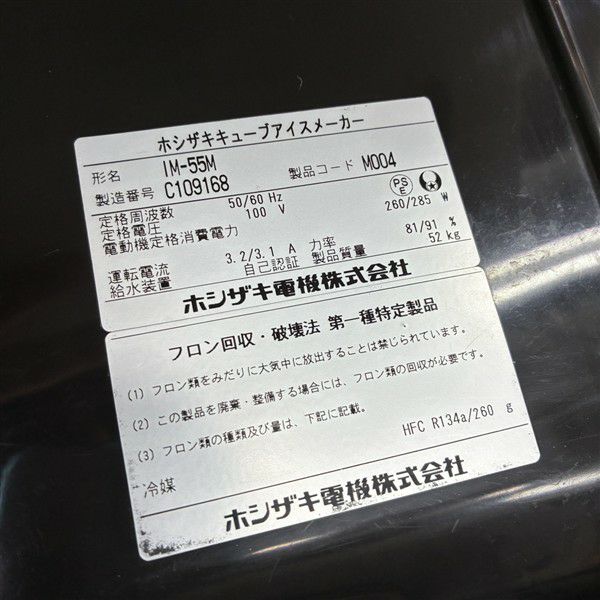 ホシザキキューブアイスメーカー
形名 IM-55M
製造番号 C109168 製品コード M004
定格周波数 50/60 Hz
定格電圧 100 V
PS
E
電動機定格消費電力 260/285 W
運転電流 3.2/3.1 A 力率 81/91 %
給水装置 自己認証 製品質量 52 kg
ホシザキ電機株式会社
フロン回収・破壊法 第一種特定製品
(1) フロン類をみだりに大気中に放出することは禁じられています。
(2) この製品を廃棄・整備する場合には、フロン類の回収が必要です。
(3) フロン類の種類及び量は、下記に記載。
冷媒 HFC R134a/260 g
ホシザキ電機株式会社